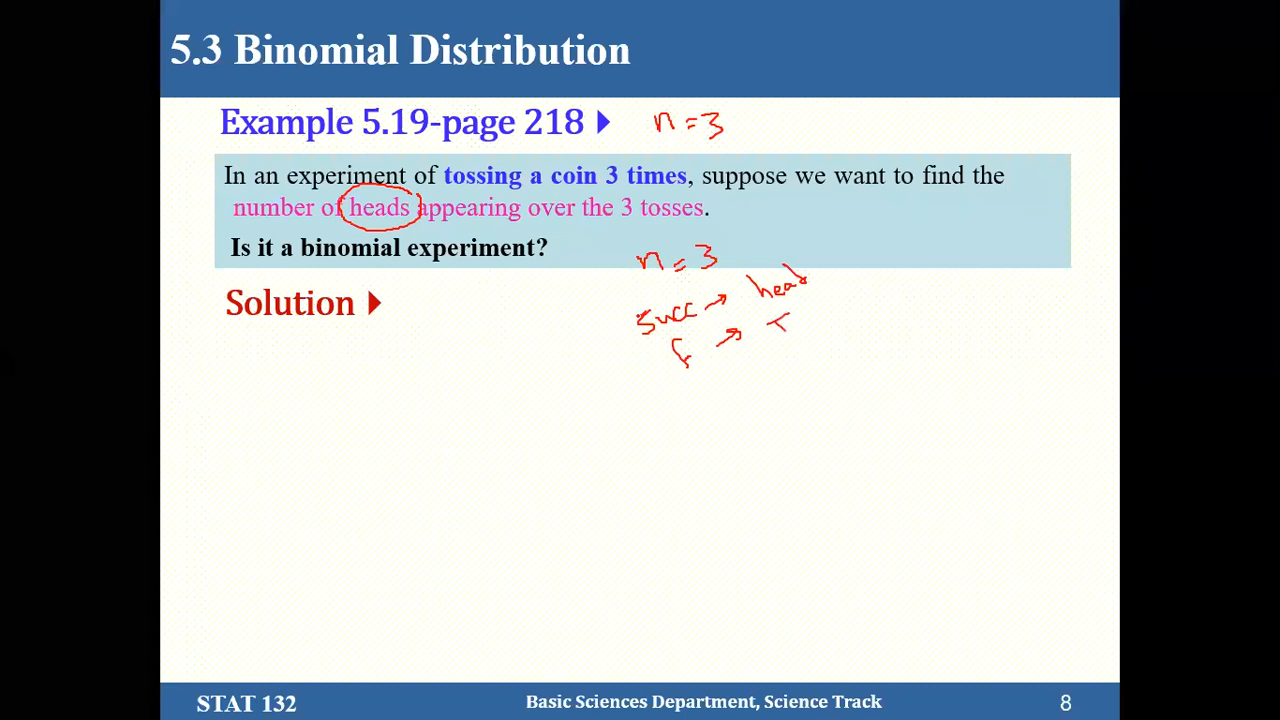 5.3 Binomial Distribution
Example 5.19-page 218
n=3
In an experiment of tossing a coin 3 times, suppose we want to find the
number of heads appearing over the 3 tosses.
Is it a binomial experiment?
n=3
Solution
Succ → head
F → T
STAT 132
Basic Sciences Department, Science Track
8